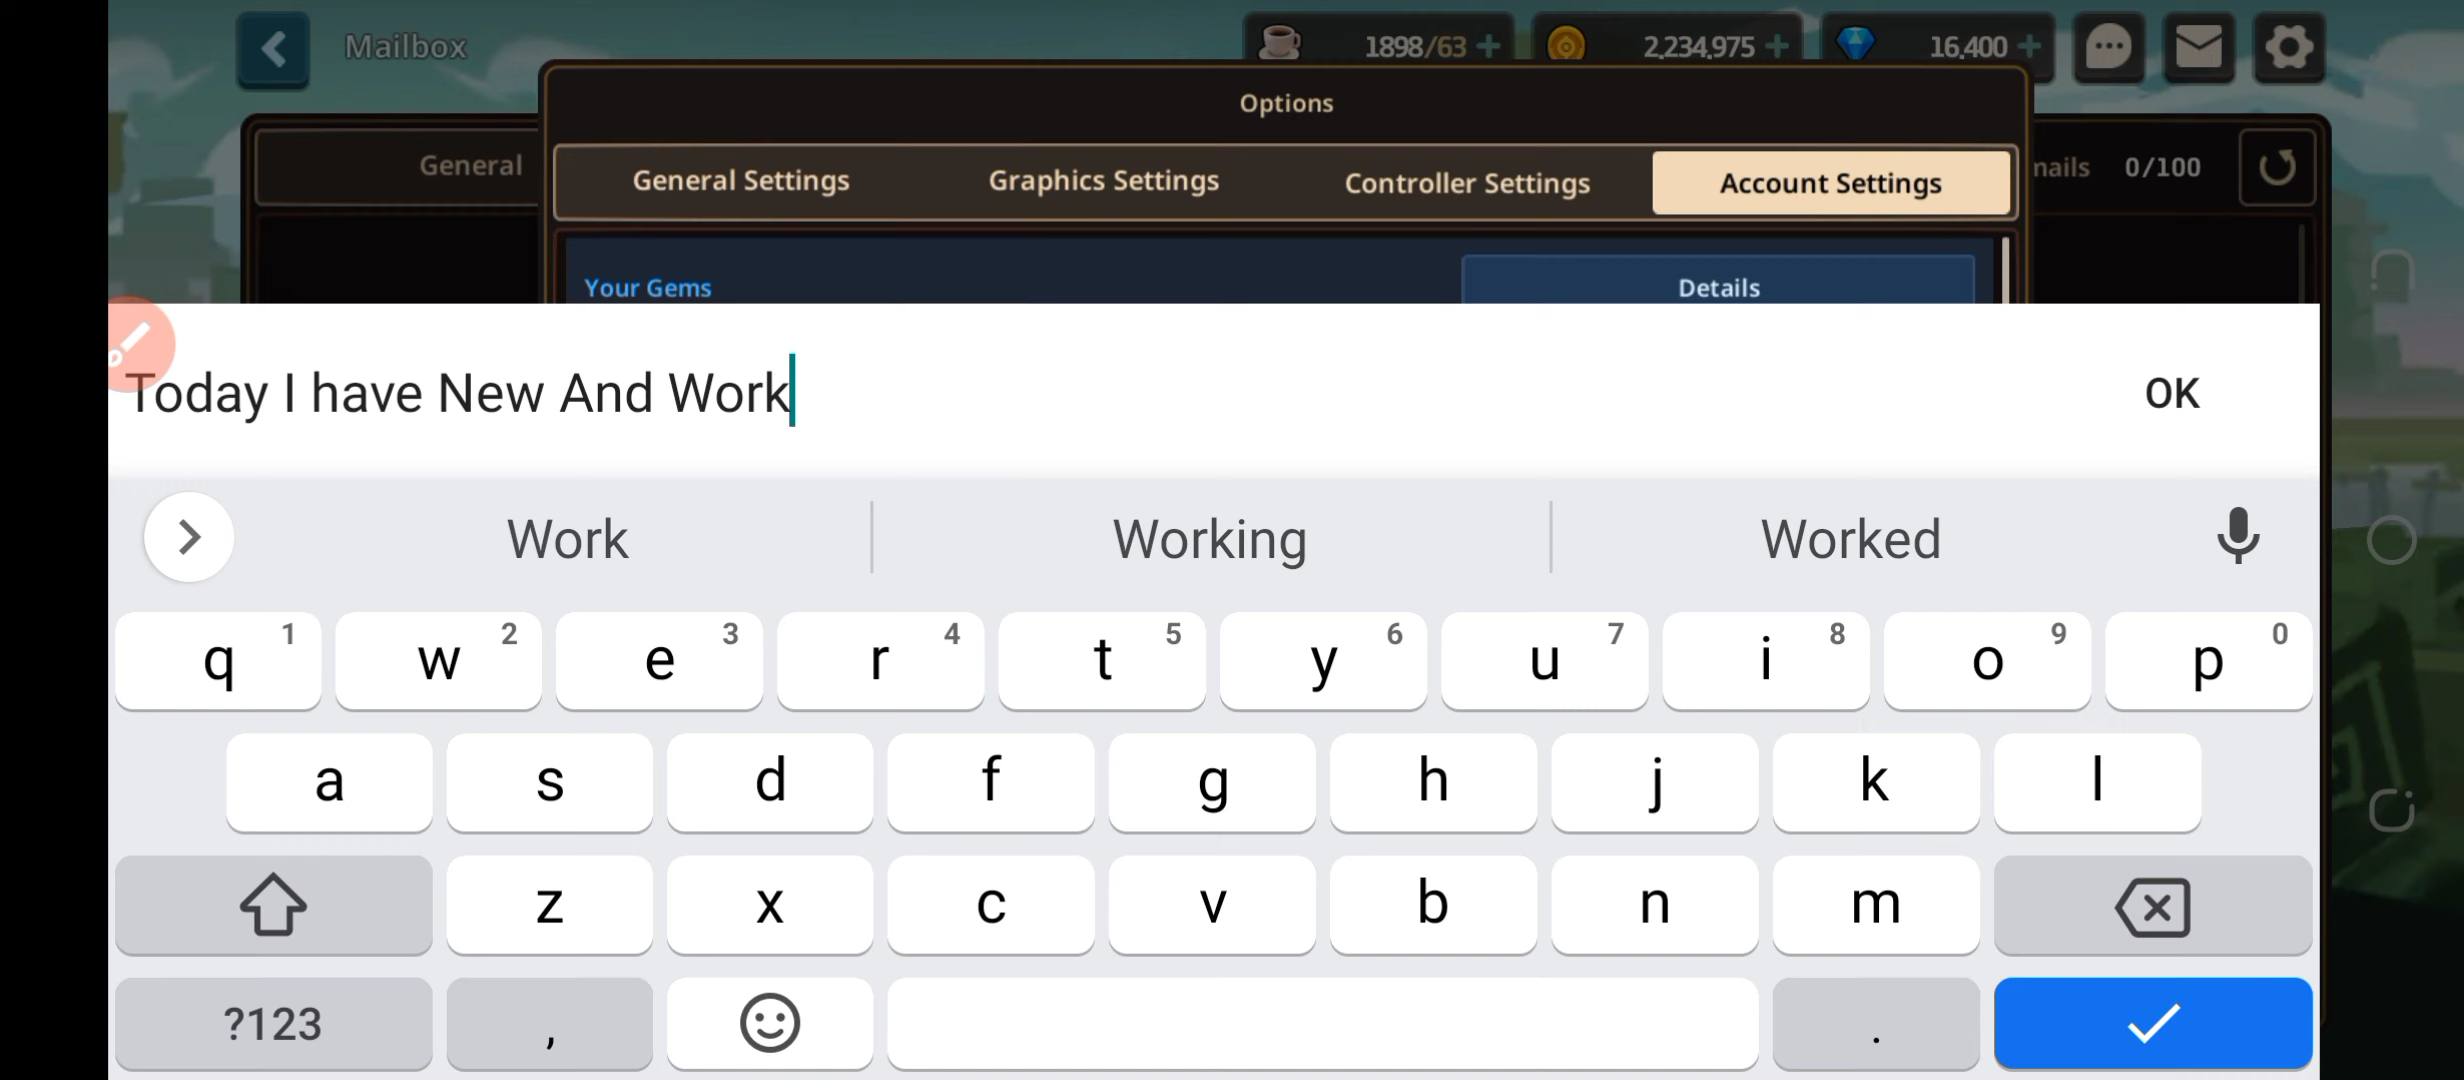 Mailbox
1898/63 +
2,234,975 +
16,400 +
Options
General
General Settings
Graphics Settings
Controller Settings
Account Settings
mails 0/100
Your Gems
Details
Today I have New And Work
OK
Work
Working
Worked
q 1 w 2 e 3 r 4 t 5 y 6 u 7 i 8 o 9 p 0
a s d f g h j k l
z x c v b n m
?123 , .